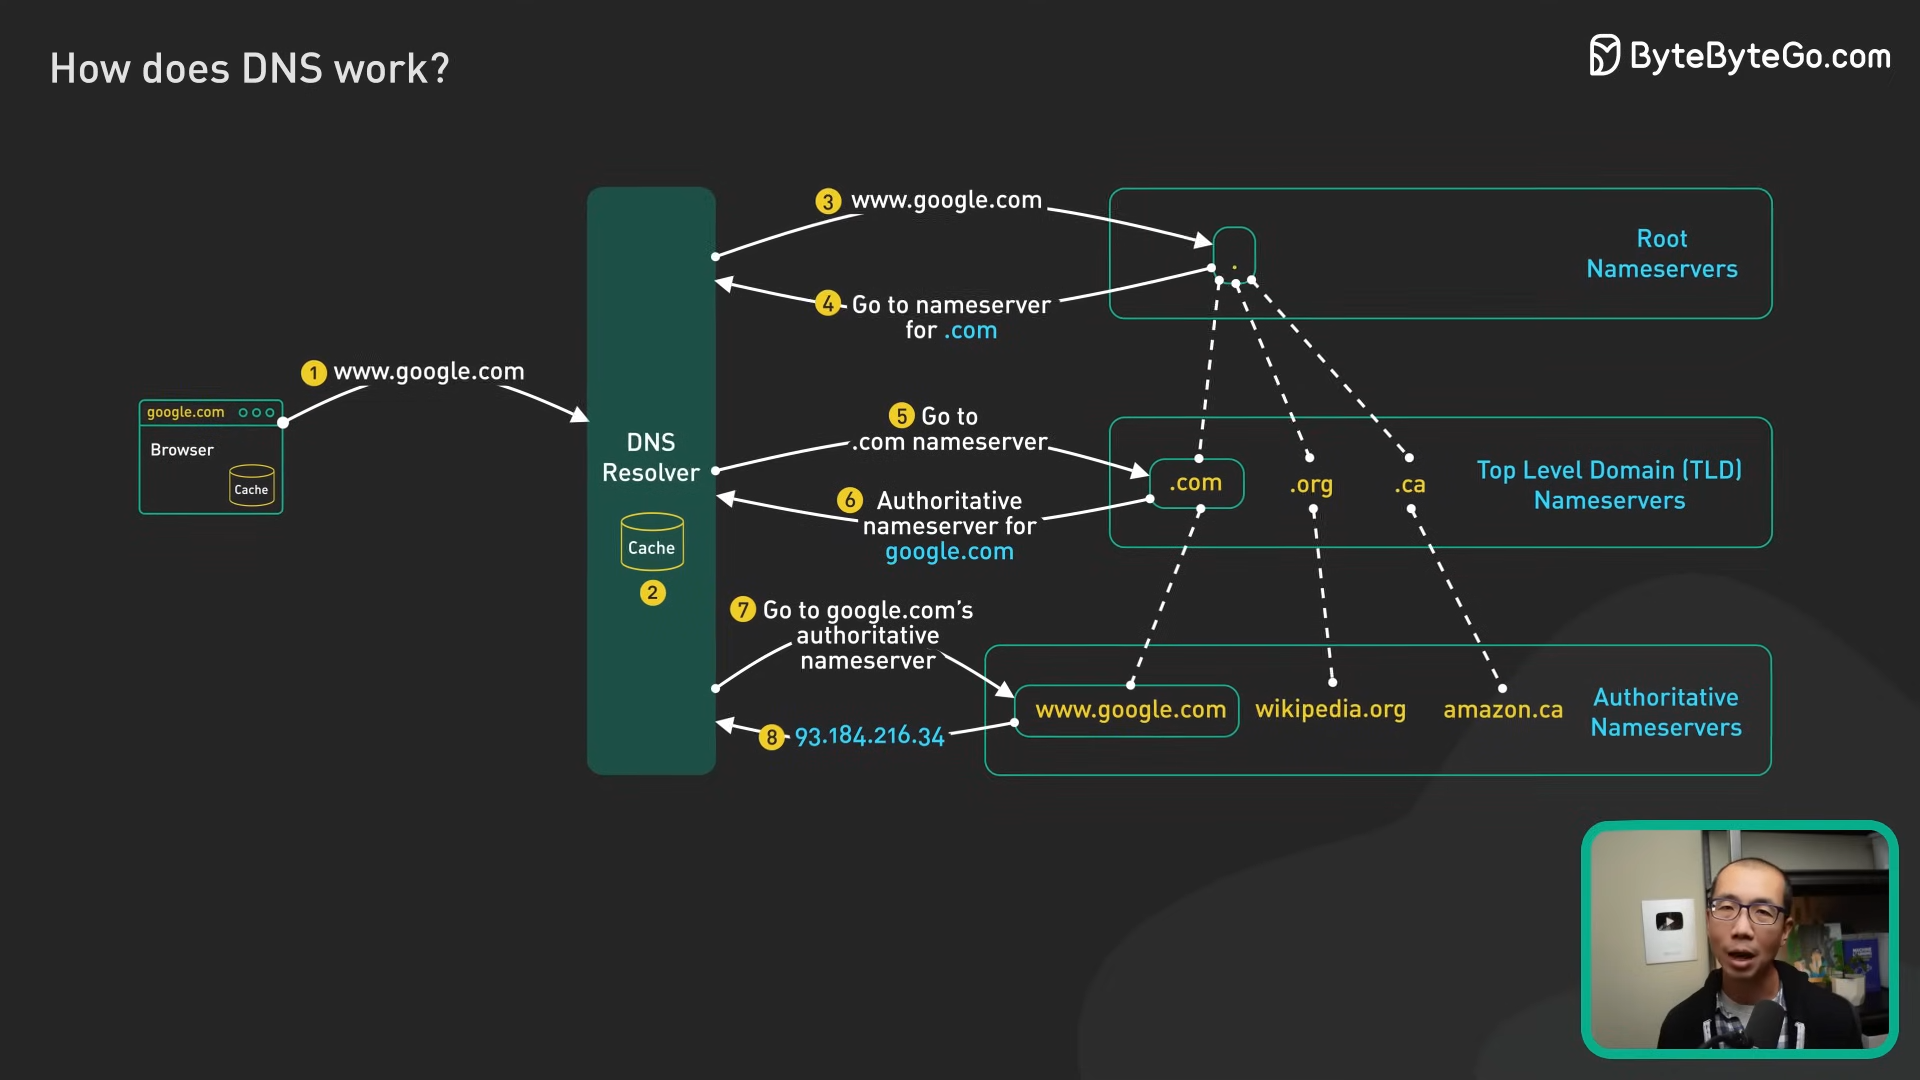 How does DNS work?
ByteByteGo.com
1 www.google.com
google.com
Browser
Cache
DNS
Resolver
Cache
2
3 www.google.com
4 Go to nameserver
for .com
5 Go to
.com nameserver
6 Authoritative
nameserver for
google.com
7 Go to google.com’s
authoritative
nameserver
8 93.184.216.34
.
Root
Nameservers
.com
.org
.ca
Top Level Domain (TLD)
Nameservers
www.google.com
wikipedia.org
amazon.ca
Authoritative
Nameservers